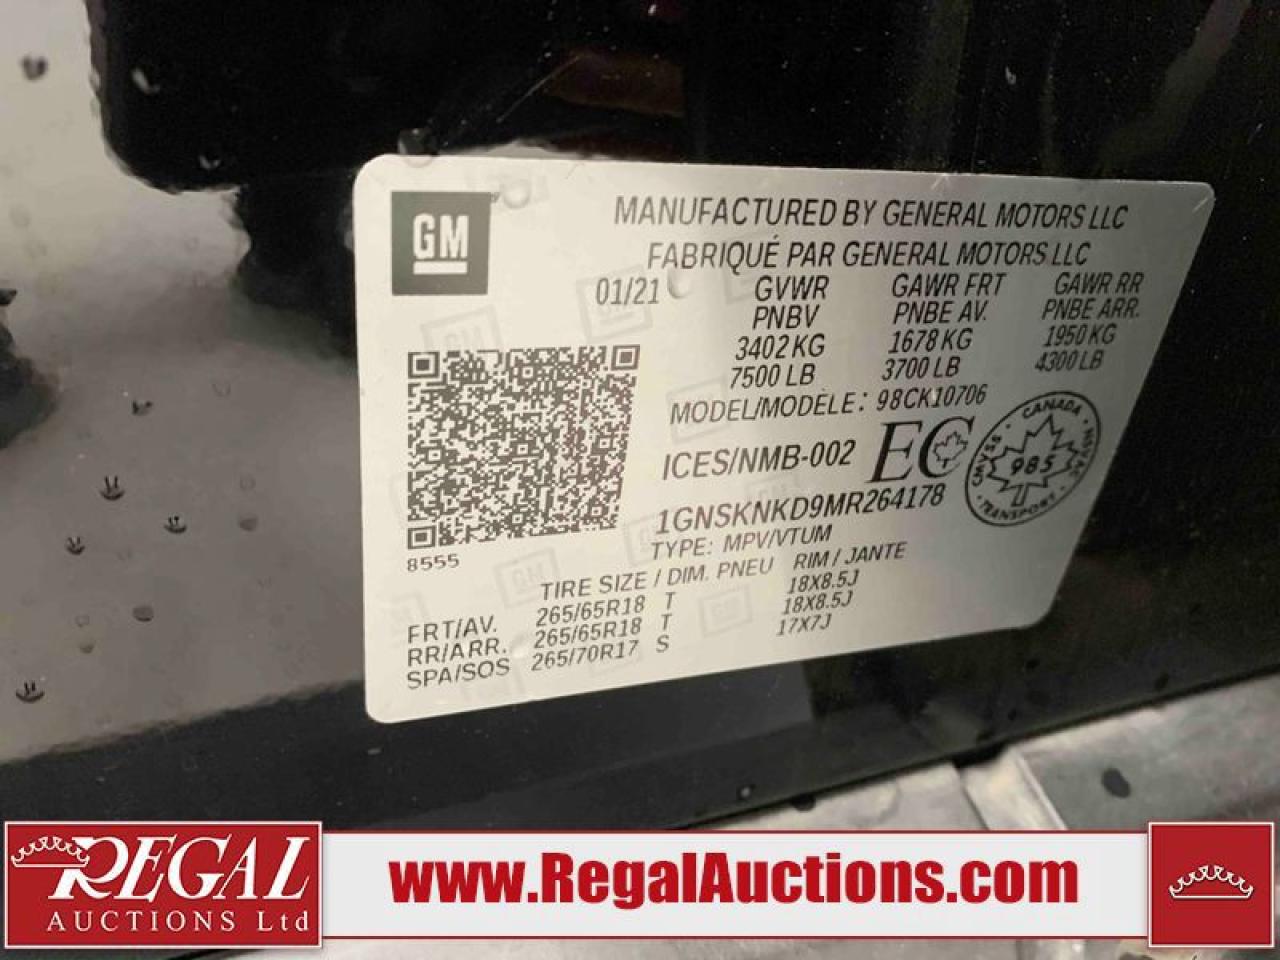 GM
MANUFACTURED BY GENERAL MOTORS LLC
FABRIQUÉ PAR GENERAL MOTORS LLC
01/21
GVWR GAWR FRT GAWR RR
PNBV PNBE AV. PNBE ARR.
3402 KG 1678 KG 1950 KG
7500 LB 3700 LB 4300 LB
MODEL/MODÈLE: 98CK10706
ICES/NMB-002 EC
CANADA
985
TRANSPORT
1GNSKNKD9MR264178
TYPE: MPV/VTUM
8555
TIRE SIZE / DIM. PNEU RIM / JANTE
FRT/AV. 265/65R18 T 18X8.5J
RR/ARR. 265/65R18 T 18X8.5J
SPA/SOS 265/70R17 S 17X7J
REGAL
AUCTIONS Ltd
www.RegalAuctions.com